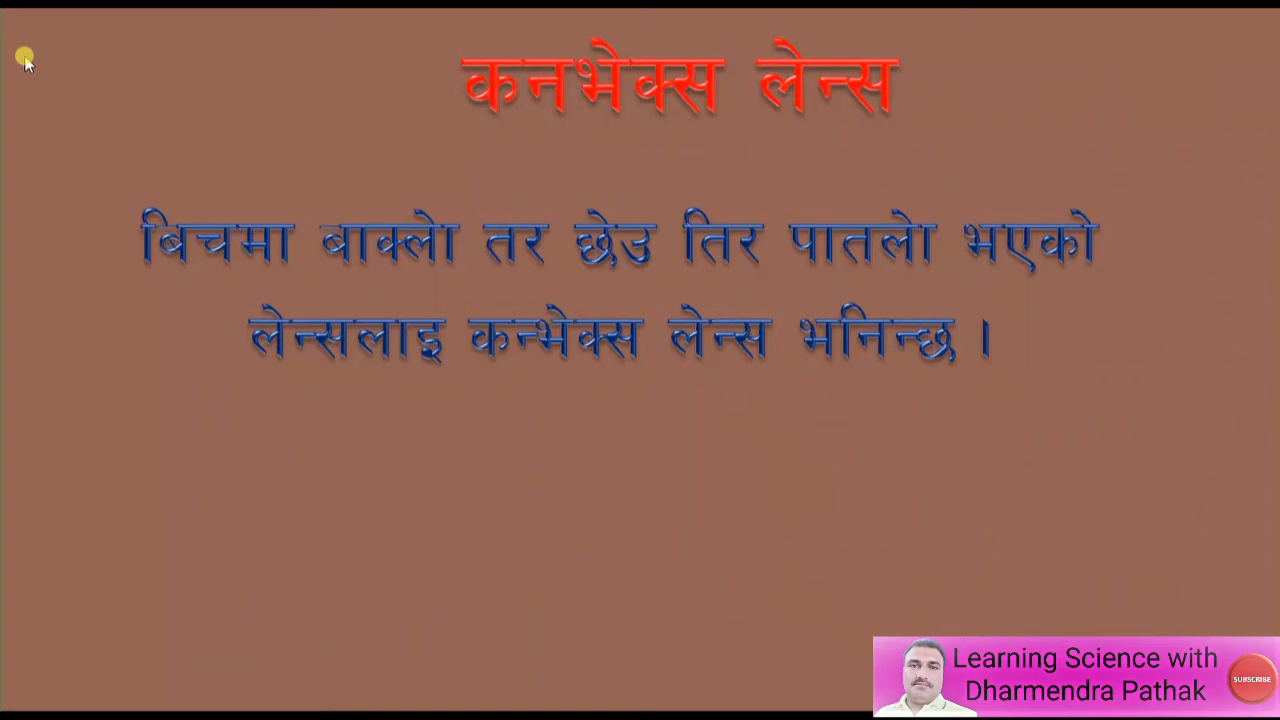 कनभेक्स लेन्स
बिचमा बाक्लो तर छेउ तिर पातलो भएको
लेन्सलाइ कन्भेक्स लेन्स भनिन्छ ।
Learning Science with
Dharmendra Pathak
SUBSCRIBE